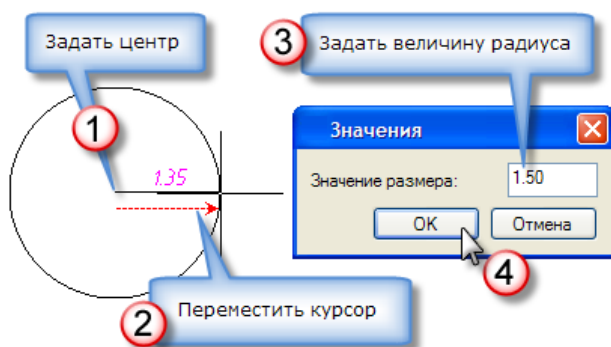 Задать центр
3
Задать величину радиуса
1
1.35
Значения
Значение размера:
1.50
OK
Отмена
4
2
Переместить курсор